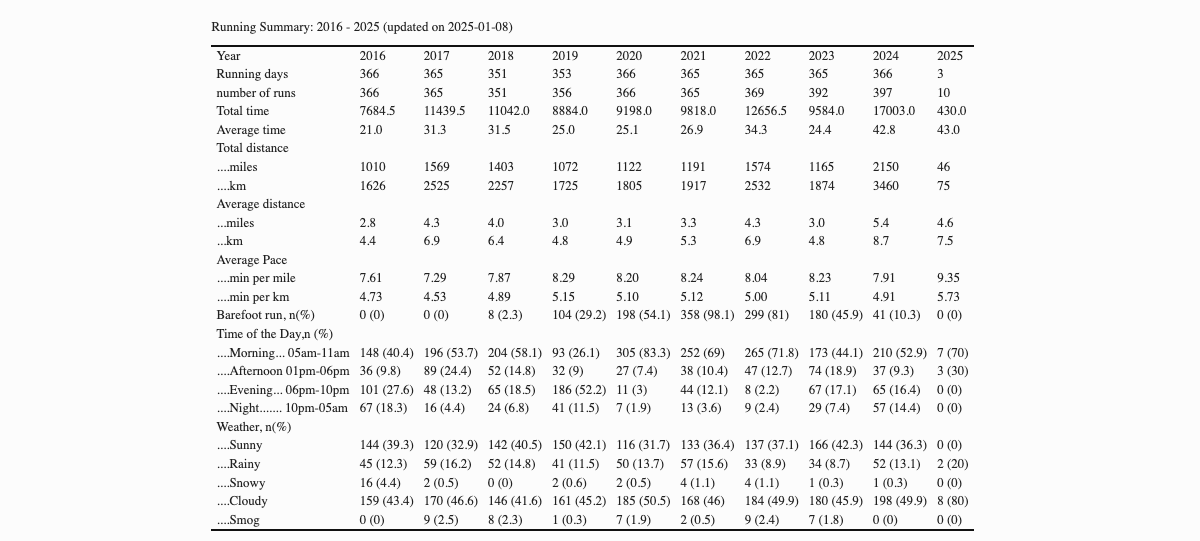 Running Summary: 2016 - 2025 (updated on 2025-01-08)
Year 2016 2017 2018 2019 2020 2021 2022 2023 2024 2025
Running days 366 365 351 353 366 365 365 365 366 3
number of runs 366 365 351 356 366 365 369 392 397 10
Total time 7684.5 11439.5 11042.0 8884.0 9198.0 9818.0 12656.5 9584.0 17003.0 430.0
Average time 21.0 31.3 31.5 25.0 25.1 26.9 34.3 24.4 42.8 43.0
Total distance
....miles 1010 1569 1403 1072 1122 1191 1574 1165 2150 46
....km 1626 2525 2257 1725 1805 1917 2532 1874 3460 75
Average distance
...miles 2.8 4.3 4.0 3.0 3.1 3.3 4.3 3.0 5.4 4.6
...km 4.4 6.9 6.4 4.8 4.9 5.3 6.9 4.8 8.7 7.5
Average Pace
....min per mile 7.61 7.29 7.87 8.29 8.20 8.24 8.04 8.23 7.91 9.35
....min per km 4.73 4.53 4.89 5.15 5.10 5.12 5.00 5.11 4.91 5.73
Barefoot run, n(%) 0 (0) 0 (0) 8 (2.3) 104 (29.2) 198 (54.1) 358 (98.1) 299 (81) 180 (45.9) 41 (10.3) 0 (0)
Time of the Day,n (%)
....Morning... 05am-11am 148 (40.4) 196 (53.7) 204 (58.1) 93 (26.1) 305 (83.3) 252 (69) 265 (71.8) 173 (44.1) 210 (52.9) 7 (70)
....Afternoon 01pm-06pm 36 (9.8) 89 (24.4) 52 (14.8) 32 (9) 27 (7.4) 38 (10.4) 47 (12.7) 74 (18.9) 37 (9.3) 3 (30)
....Evening... 06pm-10pm 101 (27.6) 48 (13.2) 65 (18.5) 186 (52.2) 11 (3) 44 (12.1) 8 (2.2) 67 (17.1) 65 (16.4) 0 (0)
....Night....... 10pm-05am 67 (18.3) 16 (4.4) 24 (6.8) 41 (11.5) 7 (1.9) 13 (3.6) 9 (2.4) 29 (7.4) 57 (14.4) 0 (0)
Weather, n(%)
....Sunny 144 (39.3) 120 (32.9) 142 (40.5) 150 (42.1) 116 (31.7) 133 (36.4) 137 (37.1) 166 (42.3) 144 (36.3) 0 (0)
....Rainy 45 (12.3) 59 (16.2) 52 (14.8) 41 (11.5) 50 (13.7) 57 (15.6) 33 (8.9) 34 (8.7) 52 (13.1) 2 (20)
....Snowy 16 (4.4) 2 (0.5) 0 (0) 2 (0.6) 2 (0.5) 4 (1.1) 4 (1.1) 1 (0.3) 1 (0.3) 0 (0)
....Cloudy 159 (43.4) 170 (46.6) 146 (41.6) 161 (45.2) 185 (50.5) 168 (46) 184 (49.9) 180 (45.9) 198 (49.9) 8 (80)
....Smog 0 (0) 9 (2.5) 8 (2.3) 1 (0.3) 7 (1.9) 2 (0.5) 9 (2.4) 7 (1.8) 0 (0) 0 (0)